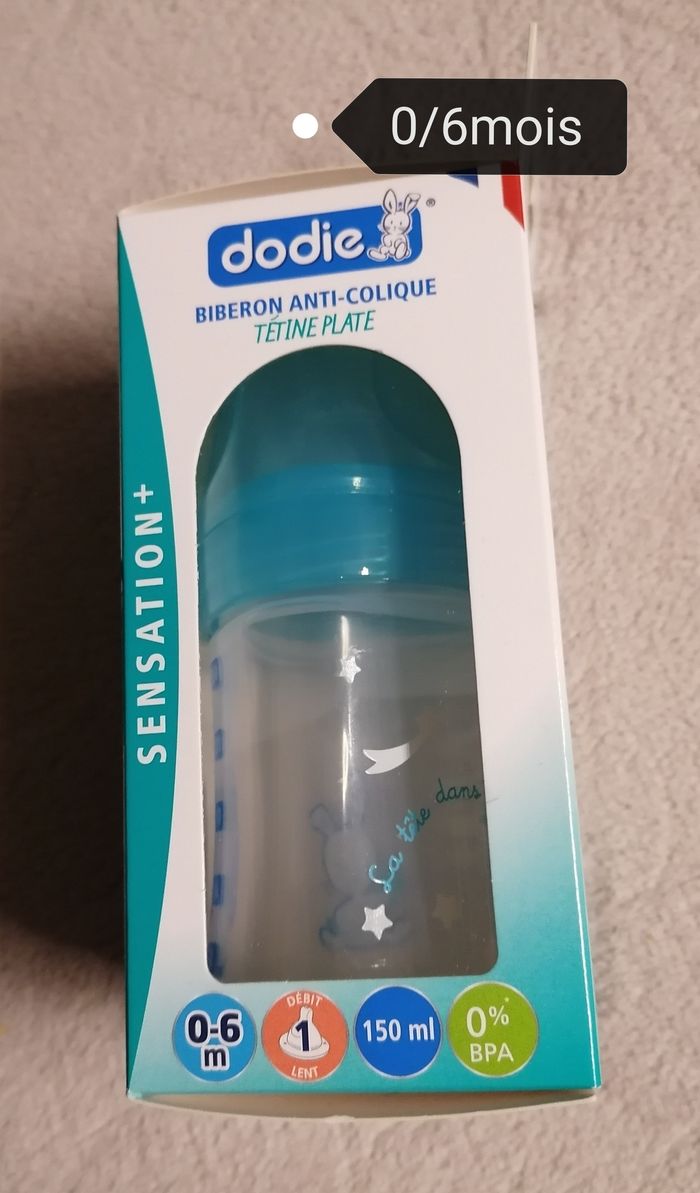 0/6mois
dodie®
BIBERON ANTI-COLIQUE
TÉTINE PLATE
SENSATION+
La tête dans
0-6
m
DÉBIT
1
LENT
150 ml
0%*
BPA